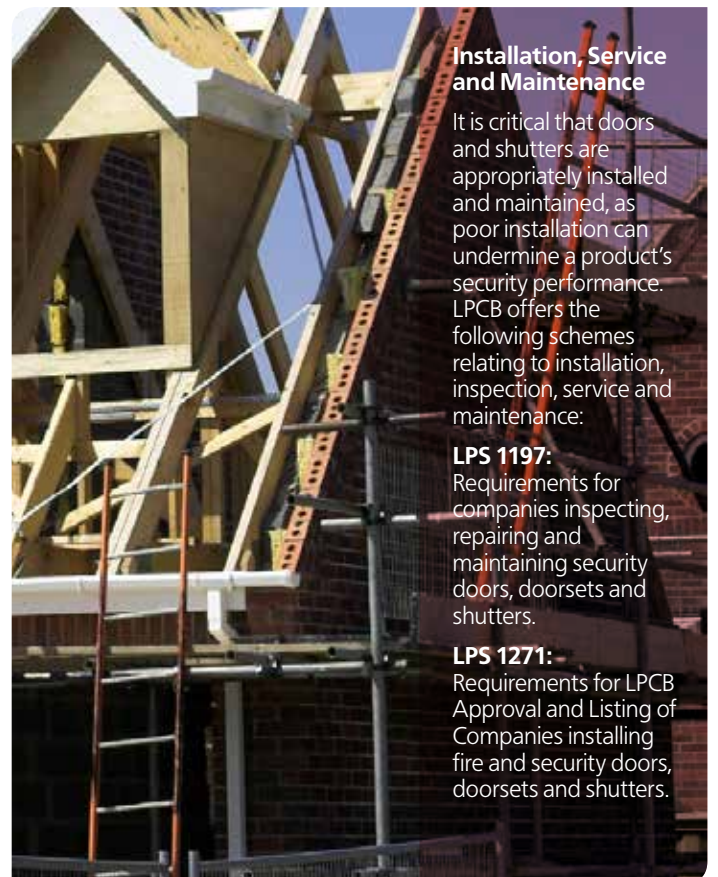 Installation, Service
and Maintenance
It is critical that doors
and shutters are
appropriately installed
and maintained, as
poor installation can
undermine a product's
security performance.
LPCB offers the
following schemes
relating to installation,
inspection, service and
maintenance:
LPS 1197:
Requirements for
companies inspecting,
repairing and
maintaining security
doors, doorsets and
shutters.
LPS 1271:
Requirements for LPCB
Approval and Listing of
Companies installing
fire and security doors,
doorsets and shutters.